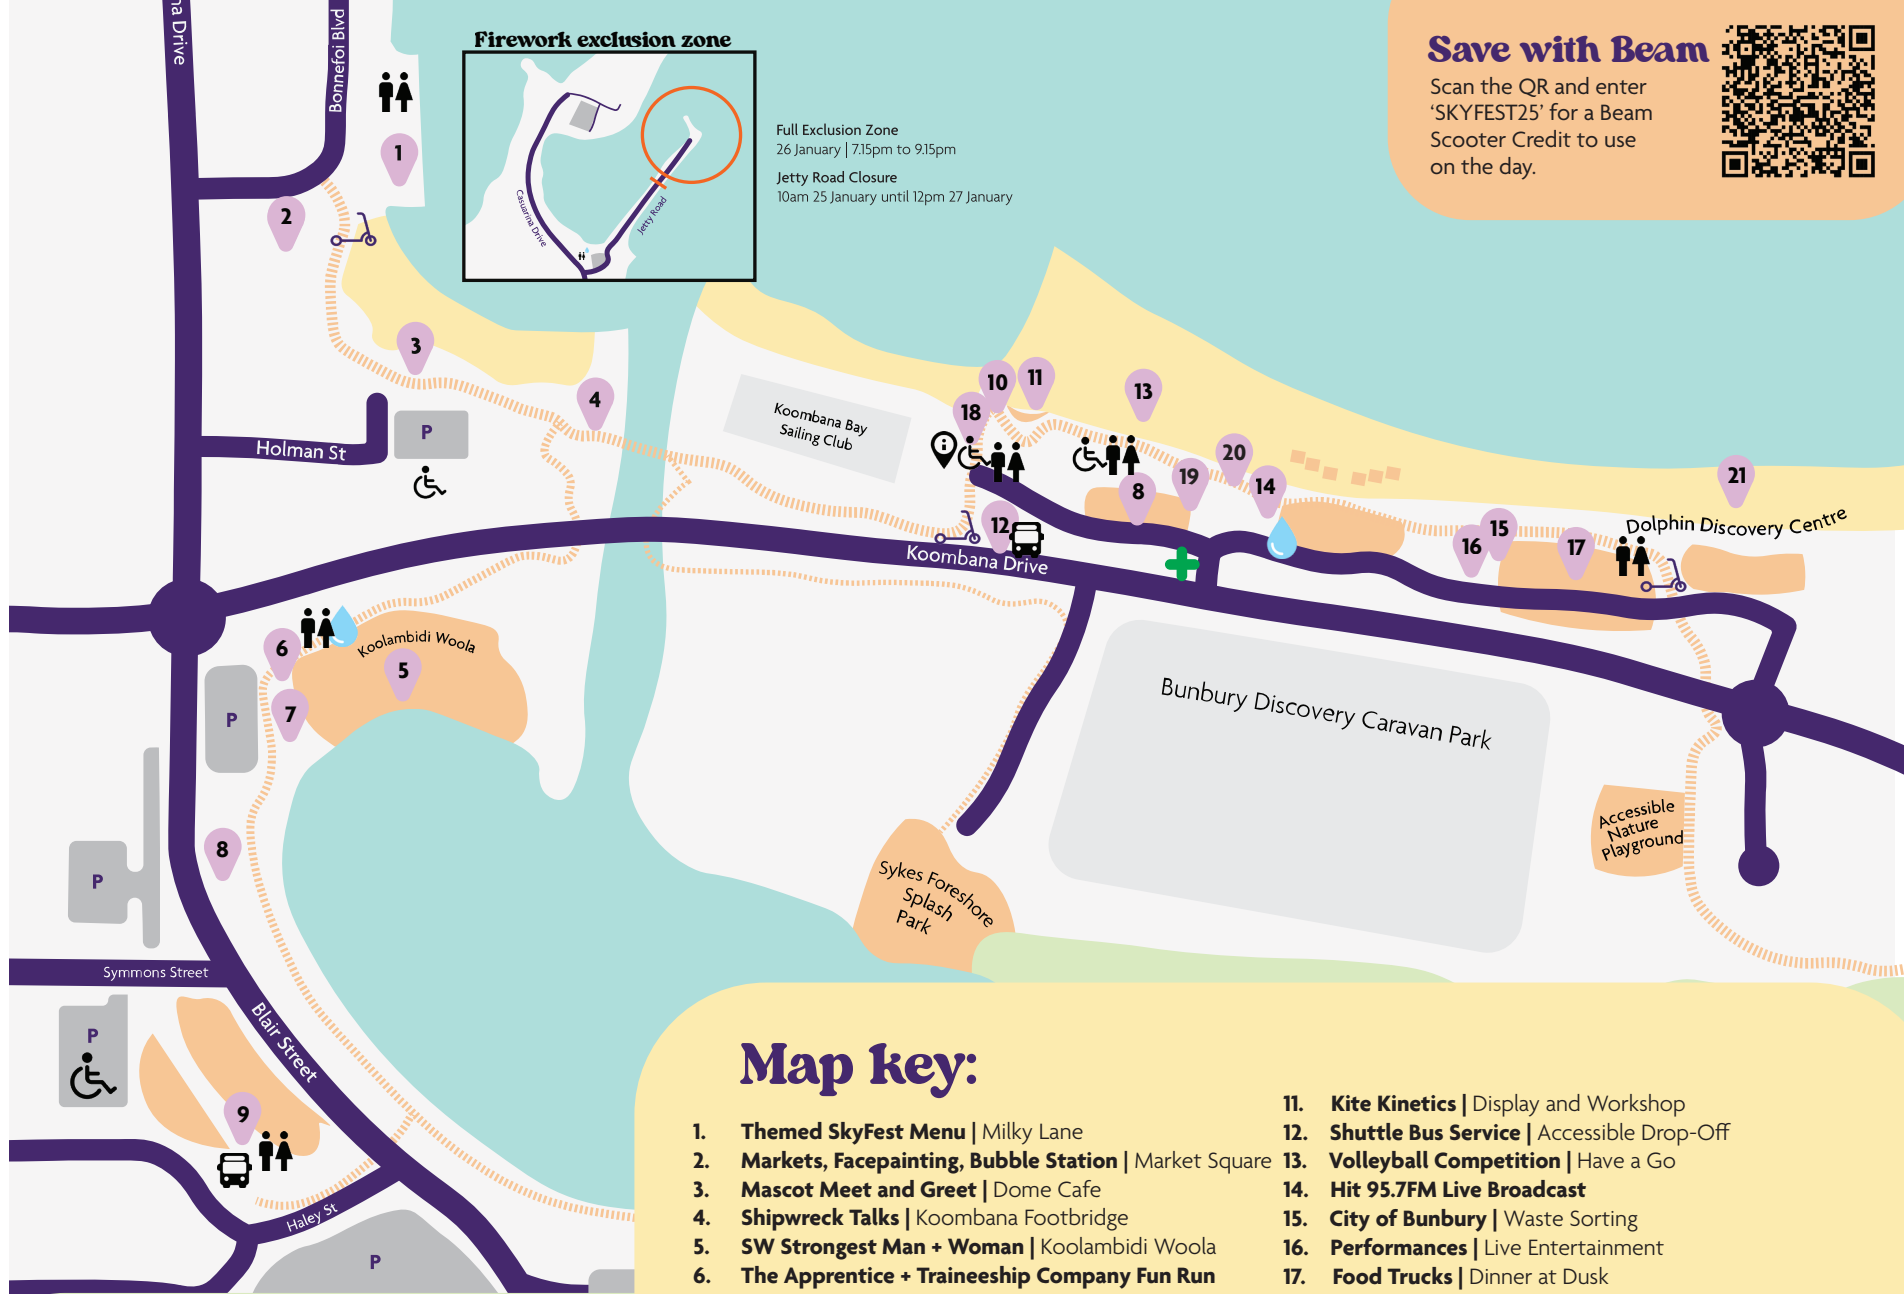 na Drive
Bonnefoi Blvd
Firework exclusion zone
Casuarina Drive
Jetty Road
Full Exclusion Zone
26 January | 7.15pm to 9.15pm
Jetty Road Closure
10am 25 January until 12pm 27 January
Save with Beam
Scan the QR and enter
‘SKYFEST25’ for a Beam
Scooter Credit to use
on the day.
1
2
3
4
Holman St
P
Koombana Bay
Sailing Club
10
11
18
13
20
19
14
8
12
21
Dolphin Discovery Centre
15
16
17
Koombana Drive
6
Koolambidi Woola
5
7
P
Bunbury Discovery Caravan Park
8
P
Accessible
Nature
Playground
Sykes Foreshore
Splash
Park
Symmons Street
Blair Street
P
9
Haley St
P
Map key:
1. Themed SkyFest Menu | Milky Lane
2. Markets, Facepainting, Bubble Station | Market Square
3. Mascot Meet and Greet | Dome Cafe
4. Shipwreck Talks | Koombana Footbridge
5. SW Strongest Man + Woman | Koolambidi Woola
6. The Apprentice + Traineeship Company Fun Run
11. Kite Kinetics | Display and Workshop
12. Shuttle Bus Service | Accessible Drop-Off
13. Volleyball Competition | Have a Go
14. Hit 95.7FM Live Broadcast
15. City of Bunbury | Waste Sorting
16. Performances | Live Entertainment
17. Food Trucks | Dinner at Dusk